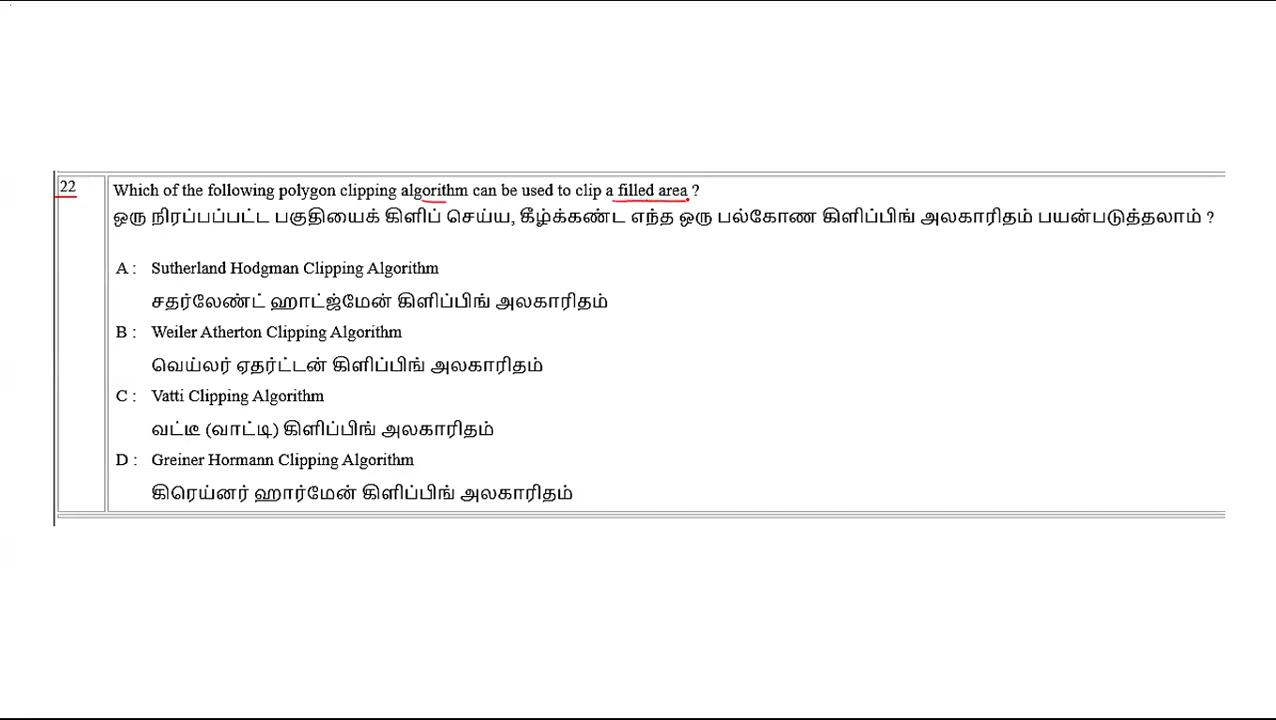 22
Which of the following polygon clipping algorithm can be used to clip a filled area ?
ஒரு நிரப்பப்பட்ட பகுதியைக் கிளிப் செய்ய, கீழ்க்கண்ட எந்த ஒரு பல்கோண கிளிப்பிங் அலகாரிதம் பயன்படுத்தலாம் ?
A : Sutherland Hodgman Clipping Algorithm
சதர்லேண்ட் ஹாட்ஜ்மேன் கிளிப்பிங் அலகாரிதம்
B : Weiler Atherton Clipping Algorithm
வெய்லர் ஏதர்ட்டன் கிளிப்பிங் அலகாரிதம்
C : Vatti Clipping Algorithm
வட்டீ (வாட்டி) கிளிப்பிங் அலகாரிதம்
D : Greiner Hormann Clipping Algorithm
கிரெய்னர் ஹார்மேன் கிளிப்பிங் அலகாரிதம்